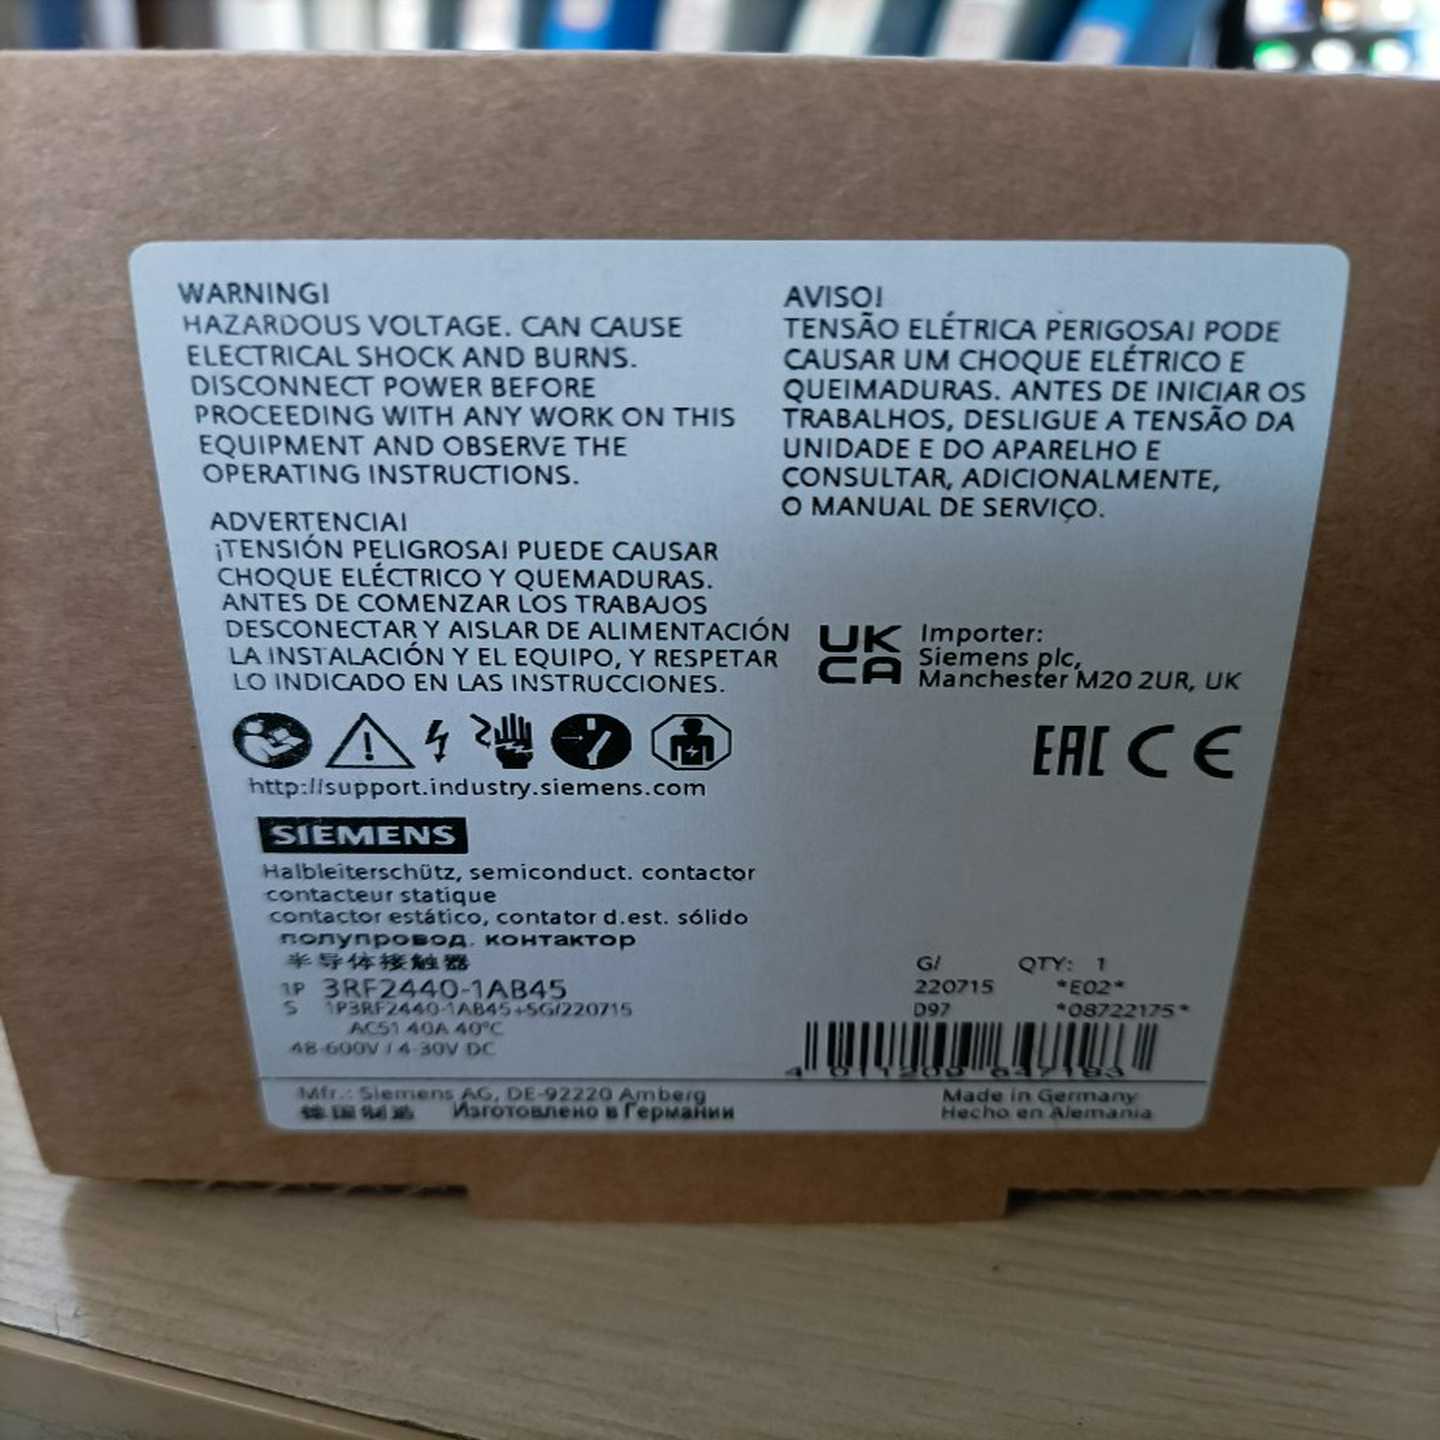 WARNING!
HAZARDOUS VOLTAGE. CAN CAUSE
ELECTRICAL SHOCK AND BURNS.
DISCONNECT POWER BEFORE
PROCEEDING WITH ANY WORK ON THIS
EQUIPMENT AND OBSERVE THE
OPERATING INSTRUCTIONS.
ADVERTENCIA!
¡TENSIÓN PELIGROSA! PUEDE CAUSAR
CHOQUE ELÉCTRICO Y QUEMADURAS.
ANTES DE COMENZAR LOS TRABAJOS
DESCONECTAR Y AISLAR DE ALIMENTACIÓN
LA INSTALACIÓN Y EL EQUIPO, Y RESPETAR
LO INDICADO EN LAS INSTRUCCIONES.
AVISO!
TENSÃO ELÉTRICA PERIGOSA! PODE
CAUSAR UM CHOQUE ELÉTRICO E
QUEIMADURAS. ANTES DE INICIAR OS
TRABALHOS, DESLIGUE A TENSÃO DA
UNIDADE E DO APARELHO E
CONSULTAR, ADICIONALMENTE,
O MANUAL DE SERVIÇO.
UK
CA
Importer:
Siemens plc,
Manchester M20 2UR, UK
EAC CE
http://support.industry.siemens.com
SIEMENS
Halbleiterschütz, semiconduct. contactor
contacteur statique
contactor estático, contator d.est. sólido
полупровод. контактор
半导体接触器
1P 3RF2440-1AB45
S 1P3RF2440-1AB45+SG/220715
AC51 40A 40°C
48-600V / 4-30V DC
G/ QTY: 1
220715 *E02*
D97 *08722175*
4 011209 647183
Mfr.: Siemens AG, DE-92220 Amberg
德国制造 Изготовлено в Германии
Made in Germany
Hecho en Alemania